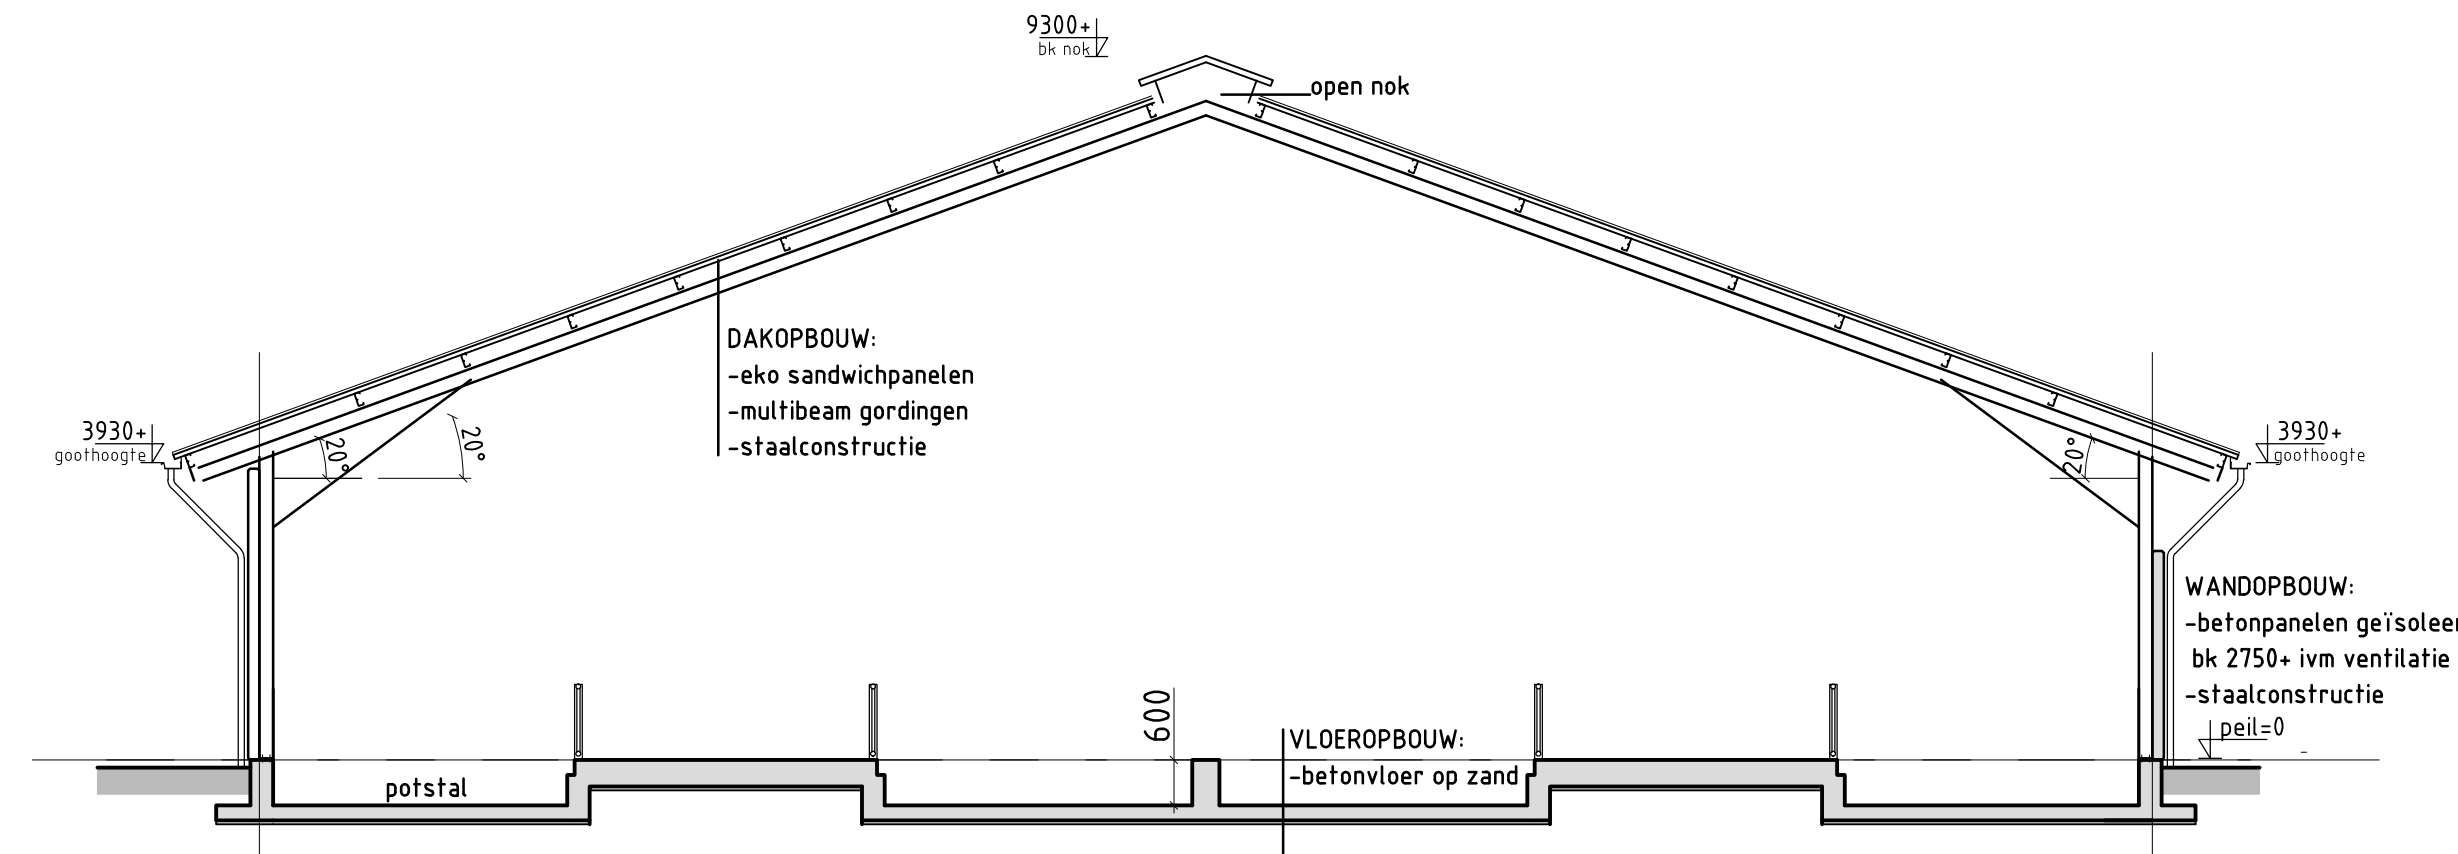 9300+
bk nok
open nok
DAKOPBOUW:
-eko sandwichpanelen
-multibeam gordingen
-staalconstructie
3930+
goothoogte
20°
20°
20°
3930+
goothoogte
WANDOPBOUW:
-betonpanelen geïsoleer
bk 2750+ ivm ventilatie
-staalconstructie
peil=0
600
VLOEROPBOUW:
-betonvloer op zand
potstal